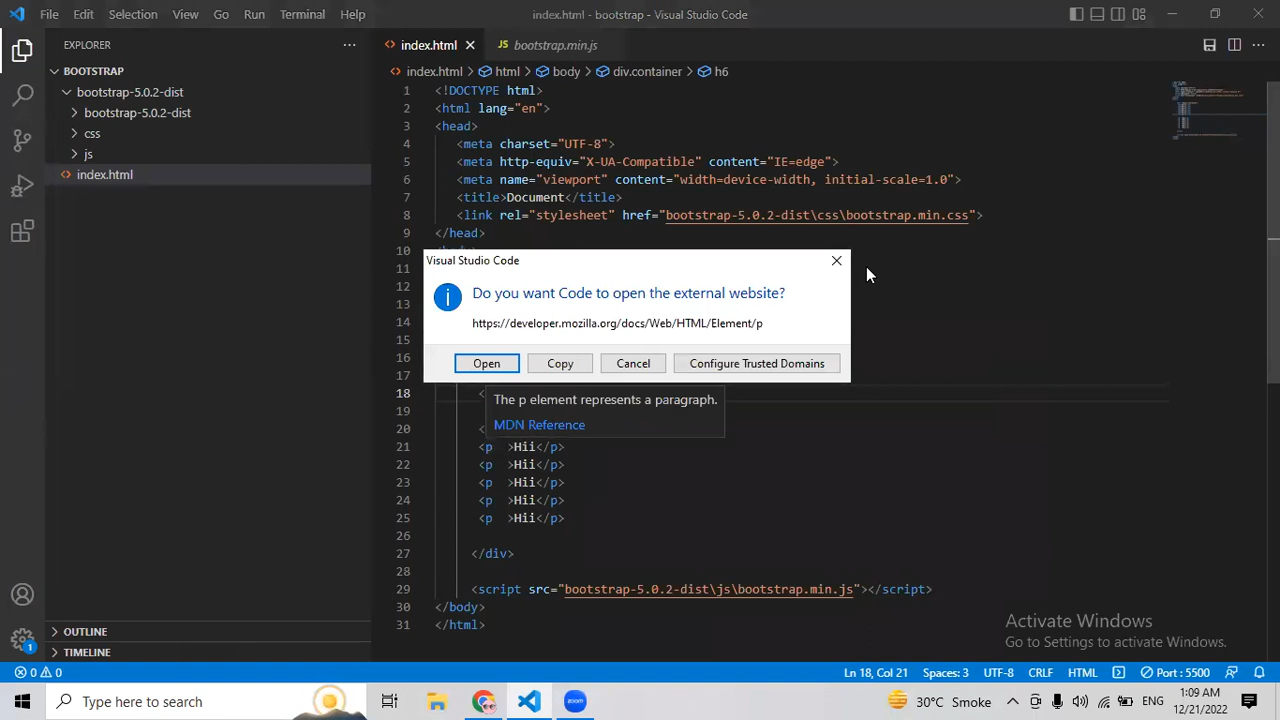 File Edit Selection View Go Run Terminal Help
index.html - bootstrap - Visual Studio Code
EXPLORER
BOOTSTRAP
bootstrap-5.0.2-dist
bootstrap-5.0.2-dist
css
js
index.html
OUTLINE
TIMELINE
index.html
JS bootstrap.min.js
index.html > html > body > div.container > h6
1 <!DOCTYPE html>
2 <html lang="en">
3 <head>
4 <meta charset="UTF-8">
5 <meta http-equiv="X-UA-Compatible" content="IE=edge">
6 <meta name="viewport" content="width=device-width, initial-scale=1.0">
7 <title>Document</title>
8 <link rel="stylesheet" href="bootstrap-5.0.2-dist\css\bootstrap.min.css">
9 </head>
10
11
12
13
14
15
16
17
18 <
19
20 <
21 <p >Hii</p>
22 <p >Hii</p>
23 <p >Hii</p>
24 <p >Hii</p>
25 <p >Hii</p>
26
27 </div>
28
29 <script src="bootstrap-5.0.2-dist\js\bootstrap.min.js"></script>
30 </body>
31 </html>
Visual Studio Code
Do you want Code to open the external website?
https://developer.mozilla.org/docs/Web/HTML/Element/p
Open Copy Cancel Configure Trusted Domains
The p element represents a paragraph.
MDN Reference
Activate Windows
Go to Settings to activate Windows.
1
0 0
Ln 18, Col 21 Spaces: 3 UTF-8 CRLF HTML Port : 5500
Type here to search
zoom
30°C Smoke
ENG
1:09 AM
12/21/2022